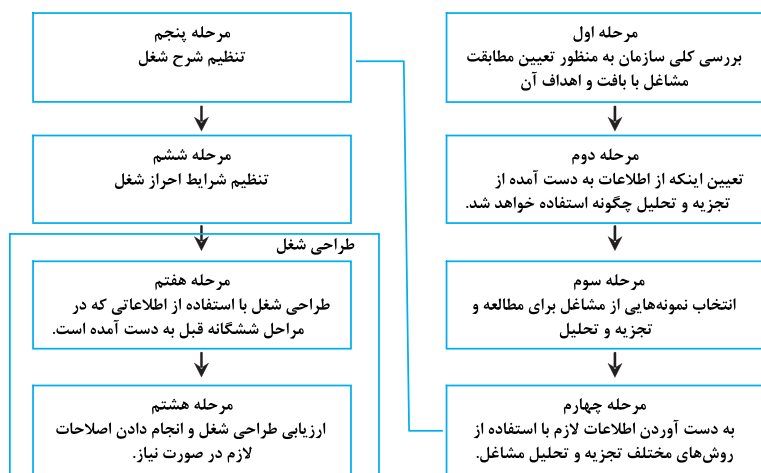 مرحله اول
بررسی کلی سازمان به منظور تعیین مطابقت
مشاغل با بافت و اهداف آن
مرحله دوم
تعیین اینکه از اطلاعات به دست آمده از
تجزیه و تحلیل چگونه استفاده خواهد شد.
مرحله سوم
انتخاب نمونه‌هایی از مشاغل برای مطالعه و
تجزیه و تحلیل
مرحله چهارم
به دست آوردن اطلاعات لازم با استفاده از
روش‌های مختلف تجزیه و تحلیل مشاغل.
مرحله پنجم
تنظیم شرح شغل
مرحله ششم
تنظیم شرایط احراز شغل
طراحی شغل
مرحله هفتم
طراحی شغل با استفاده از اطلاعاتی که در
مراحل ششگانه قبل به دست آمده است.
مرحله هشتم
ارزیابی طراحی شغل و انجام دادن اصلاحات
لازم در صورت نیاز.